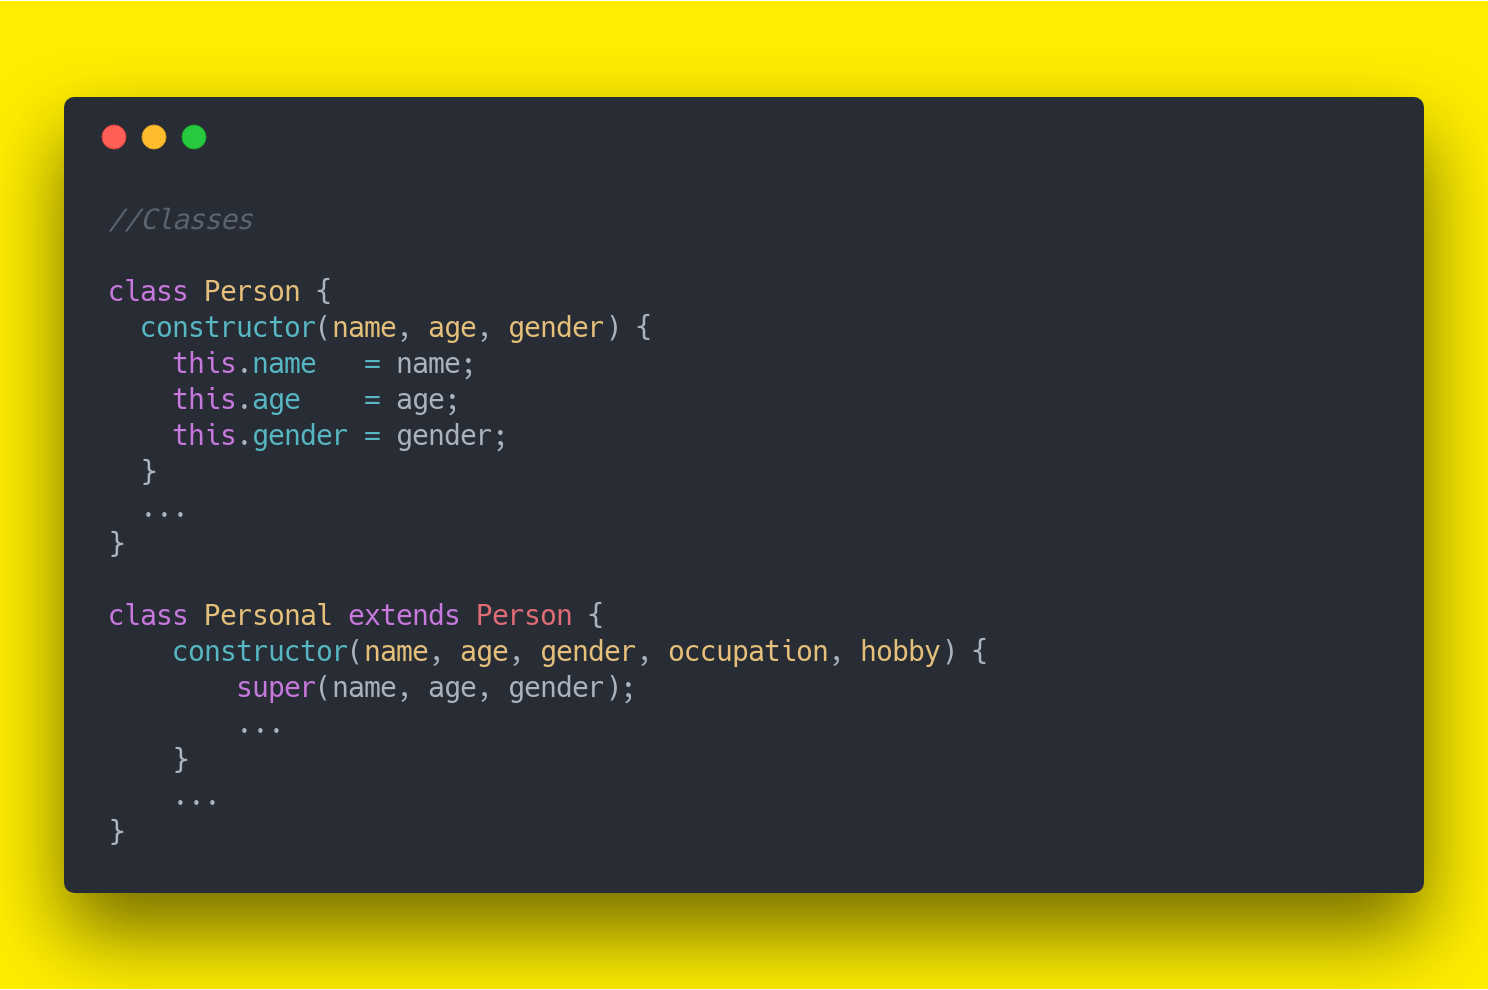 //Classes

class Person {
  constructor(name, age, gender) {
    this.name   = name;
    this.age    = age;
    this.gender = gender;
  }
  ...
}

class Personal extends Person {
    constructor(name, age, gender, occupation, hobby) {
        super(name, age, gender);
        ...
    }
    ...
}